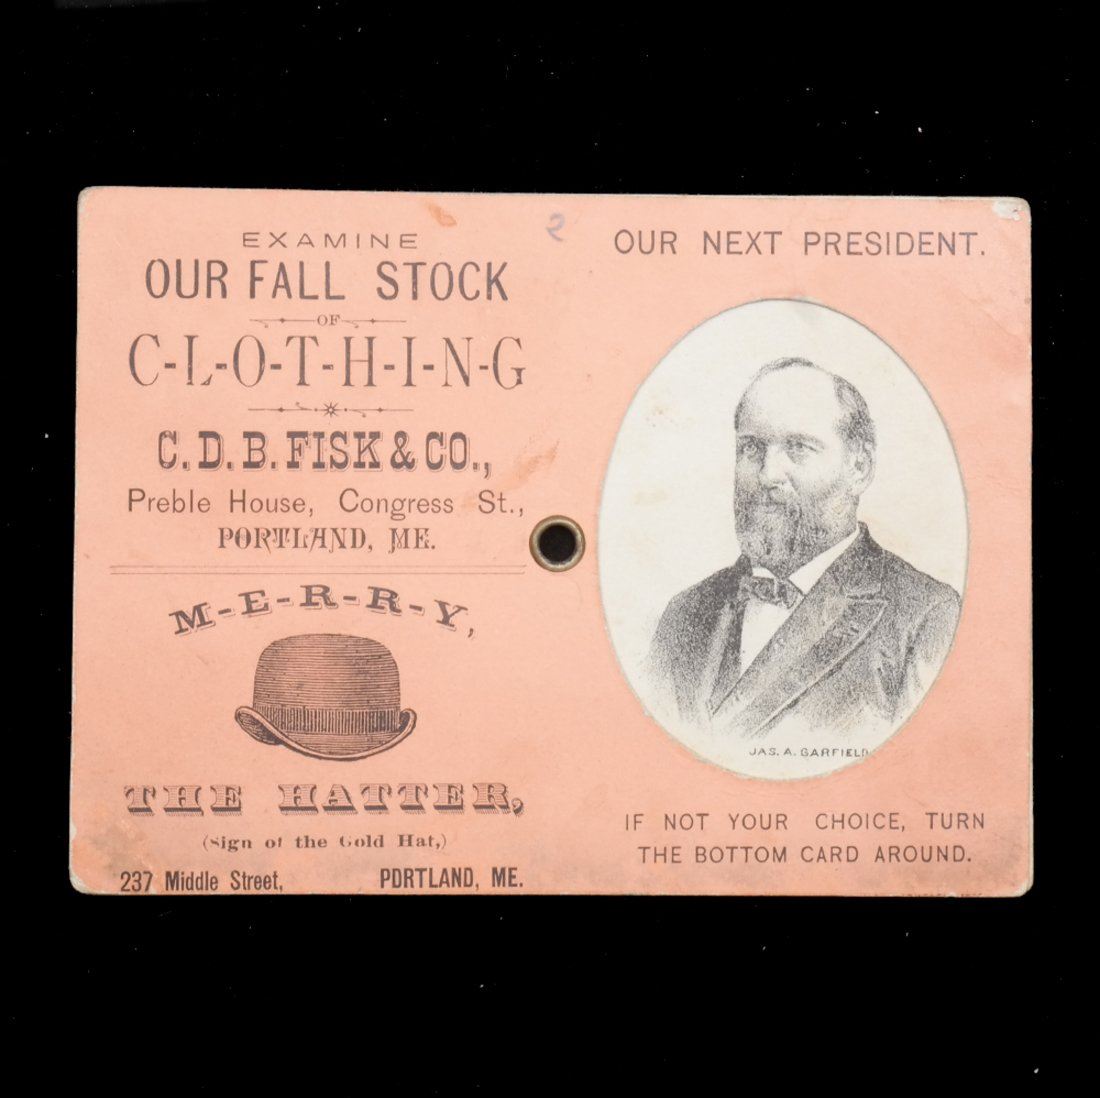 EXAMINE
OUR FALL STOCK
OF
C-L-O-T-H-I-N-G
C. D. B. FISK & CO.,
Preble House, Congress St.,
PORTLAND, ME.
M-E-R-R-Y,
THE HATTER,
(Sign of the Gold Hat,)
237 Middle Street, PORTLAND, ME.
2
OUR NEXT PRESIDENT.
JAS. A. GARFIELD
IF NOT YOUR CHOICE, TURN
THE BOTTOM CARD AROUND.